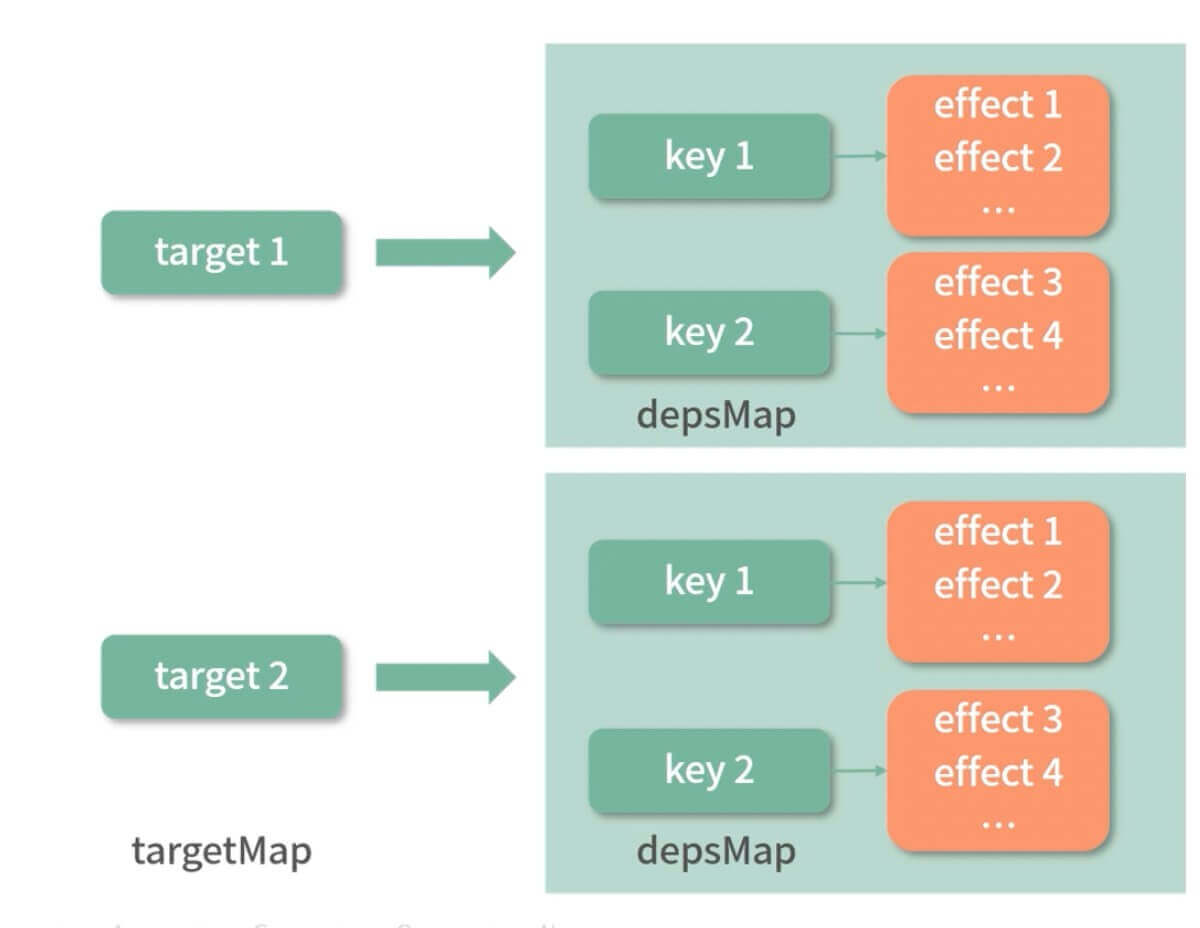 target 1
key 1
effect 1
effect 2
...
key 2
effect 3
effect 4
...
depsMap
target 2
key 1
effect 1
effect 2
...
key 2
effect 3
effect 4
...
targetMap
depsMap